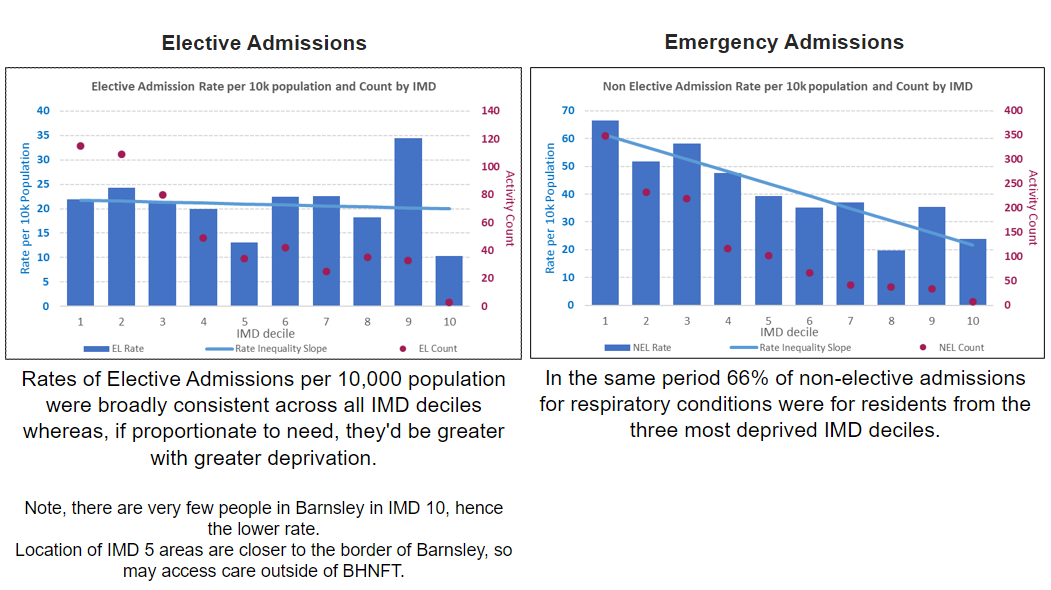 Elective Admissions
Elective Admission Rate per 10k population and Count by IMD
40
35
30
25
20
15
10
5
0
Rate per 10k Population
140
120
100
80
60
40
20
0
Activity Count
1 2 3 4 5 6 7 8 9 10
IMD decile
EL Rate Rate Inequality Slope EL Count
Rates of Elective Admissions per 10,000 population
were broadly consistent across all IMD deciles
whereas, if proportionate to need, they'd be greater
with greater deprivation.
Note, there are very few people in Barnsley in IMD 10, hence
the lower rate.
Location of IMD 5 areas are closer to the border of Barnsley, so
may access care outside of BHNFT.
Emergency Admissions
Non Elective Admission Rate per 10k population and Count by IMD
70
60
50
40
30
20
10
0
Rate per 10k Population
400
350
300
250
200
150
100
50
0
Activity Count
1 2 3 4 5 6 7 8 9 10
IMD decile
NEL Rate Rate Inequality Slope NEL Count
In the same period 66% of non-elective admissions
for respiratory conditions were for residents from the
three most deprived IMD deciles.